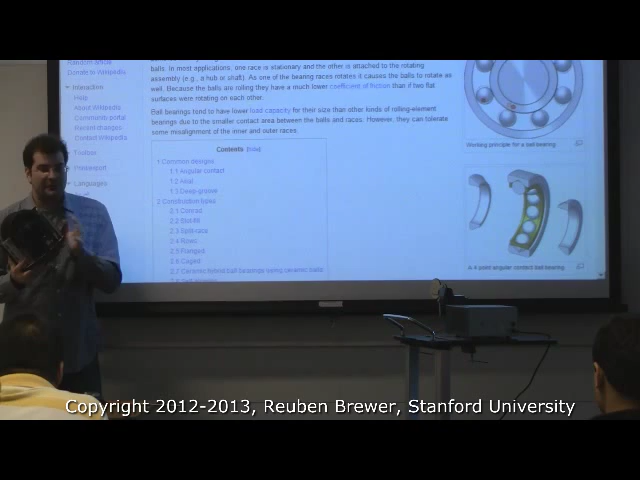 Random article
Donate to Wikipedia
Interaction
Help
About Wikipedia
Community portal
Recent changes
Contact Wikipedia
Toolbox
Print/export
Languages
balls. In most applications, one race is stationary and the other is attached to the rotating
assembly (e.g., a hub or shaft). As one of the bearing races rotates it causes the balls to rotate as
well. Because the balls are rolling they have a much lower coefficient of friction than if two flat
surfaces were rotating on each other.
Ball bearings tend to have lower load capacity for their size than other kinds of rolling-element
bearings due to the smaller contact area between the balls and races. However, they can tolerate
some misalignment of the inner and outer races.
Contents [hide]
1 Common designs
1.1 Angular contact
1.2 Axial
1.3 Deep-groove
2 Construction types
2.1 Conrad
2.2 Slot-fill
2.3 Split-race
2.4 Rows
2.5 Flanged
2.6 Caged
2.7 Ceramic hybrid ball bearings using ceramic balls
Working principle for a ball bearing
A 4 point angular contact ball bearing
Copyright 2012-2013, Reuben Brewer, Stanford University